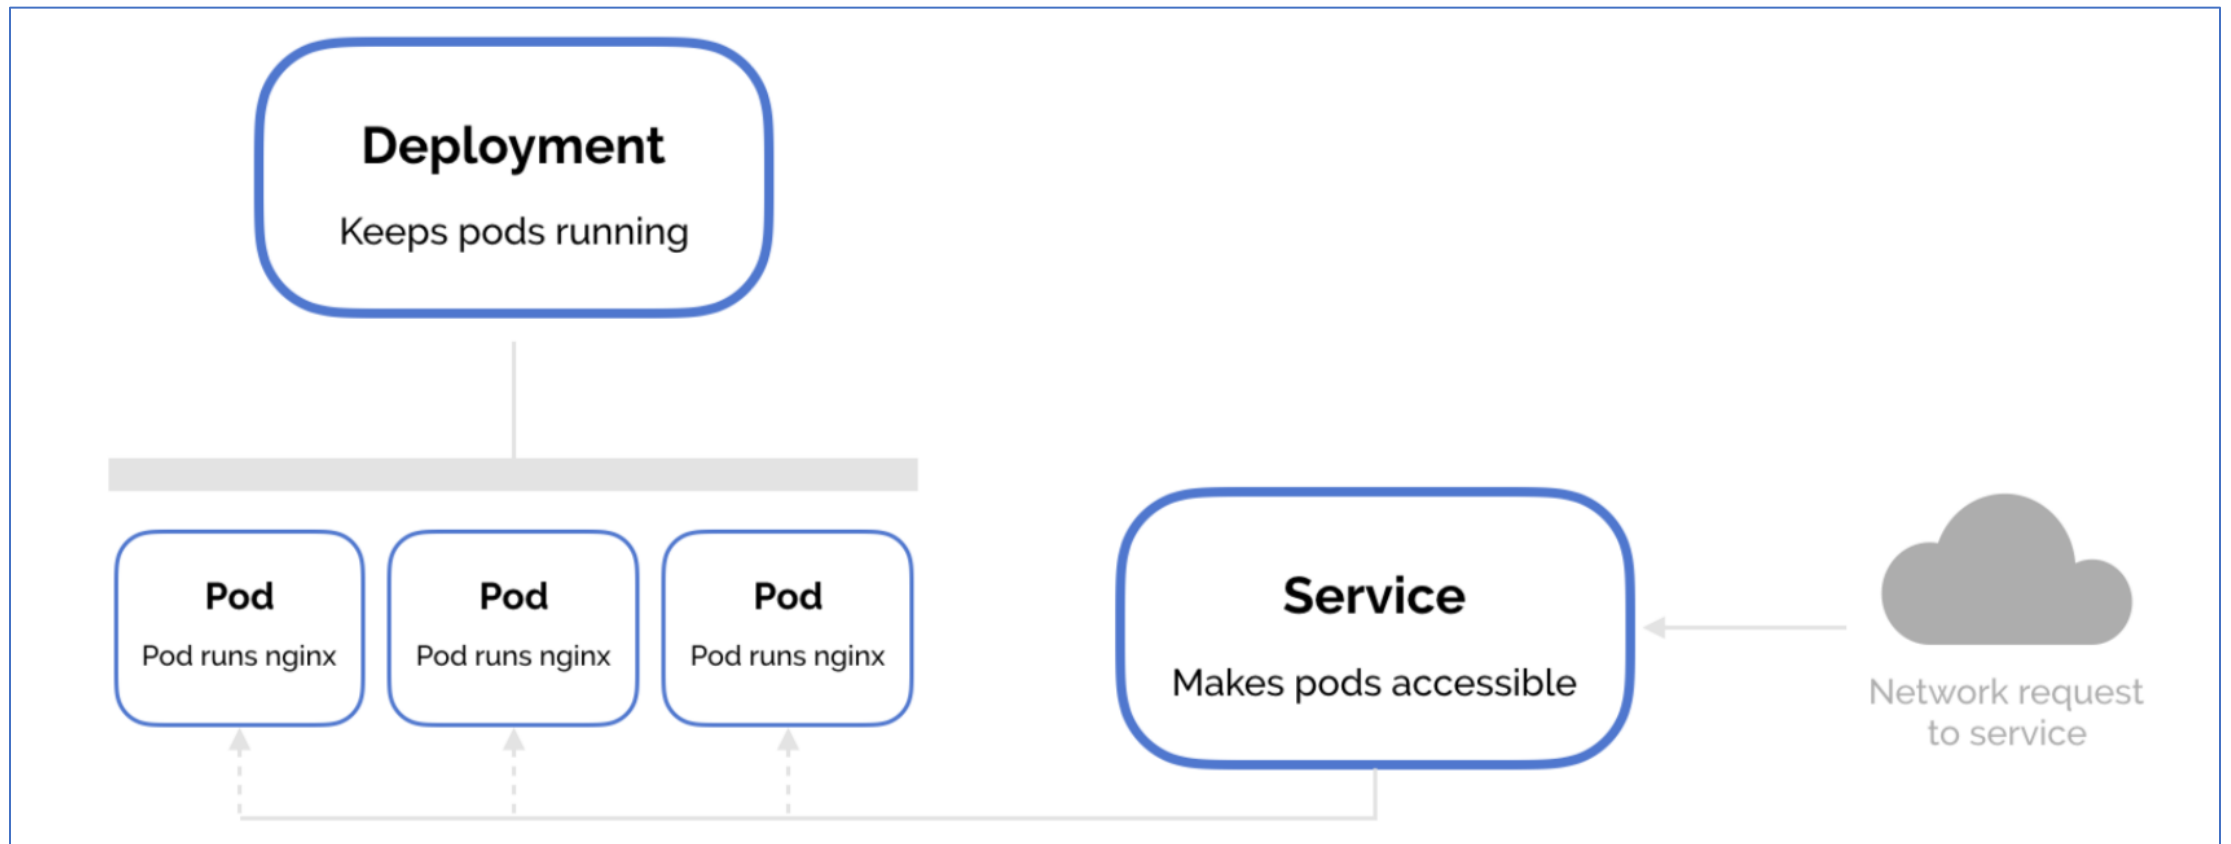 Deployment
Keeps pods running
Pod
Pod runs nginx
Pod
Pod runs nginx
Pod
Pod runs nginx
Service
Makes pods accessible
Network request
to service